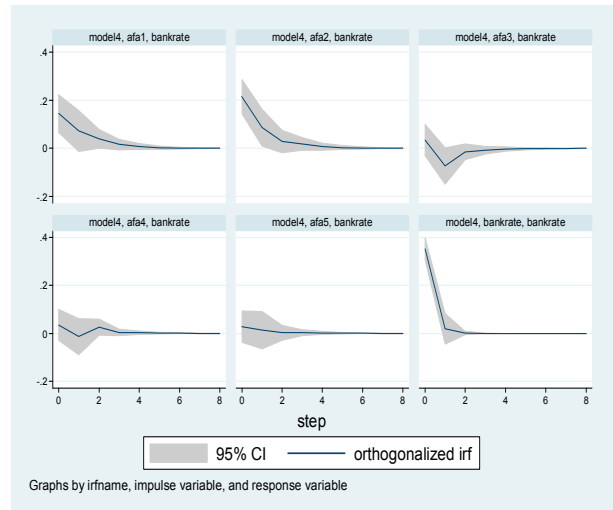 model4, afa1, bankrate
model4, afa2, bankrate
model4, afa3, bankrate
.4
.2
0
-.2
model4, afa4, bankrate
model4, afa5, bankrate
model4, bankrate, bankrate
.4
.2
0
-.2
0 2 4 6 8
0 2 4 6 8
0 2 4 6 8
step
95% CI
orthogonalized irf
Graphs by irfname, impulse variable, and response variable